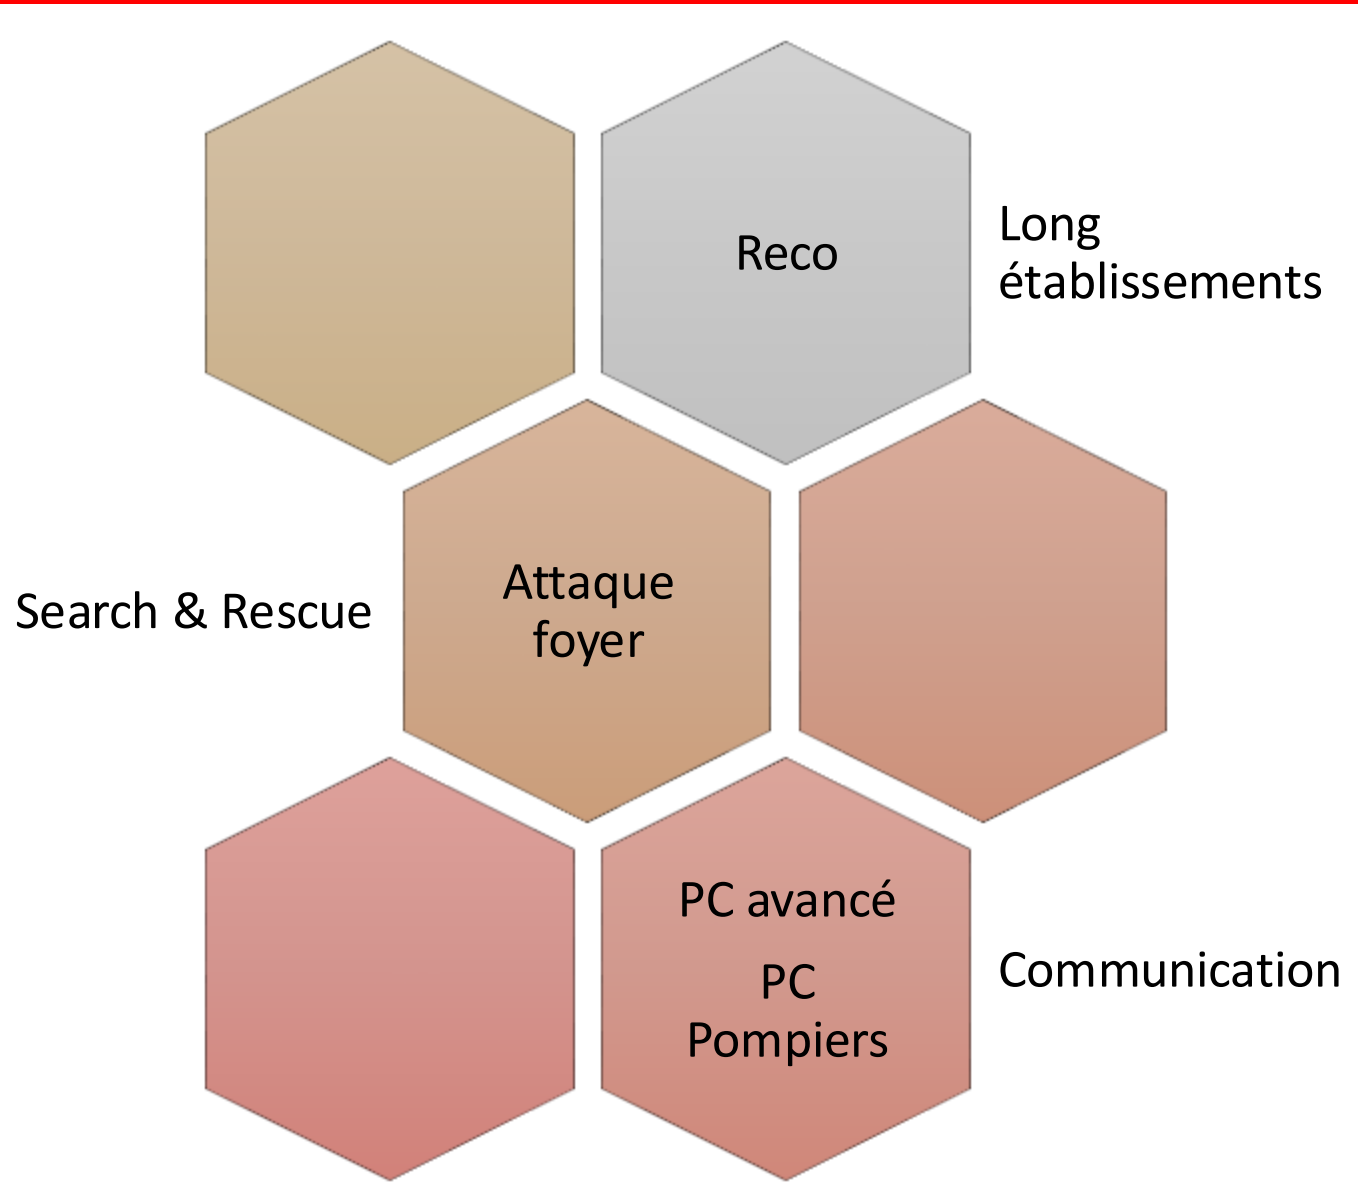 Reco
Long
établissements
Attaque
foyer
Search & Rescue
PC avancé
PC
Pompiers
Communication